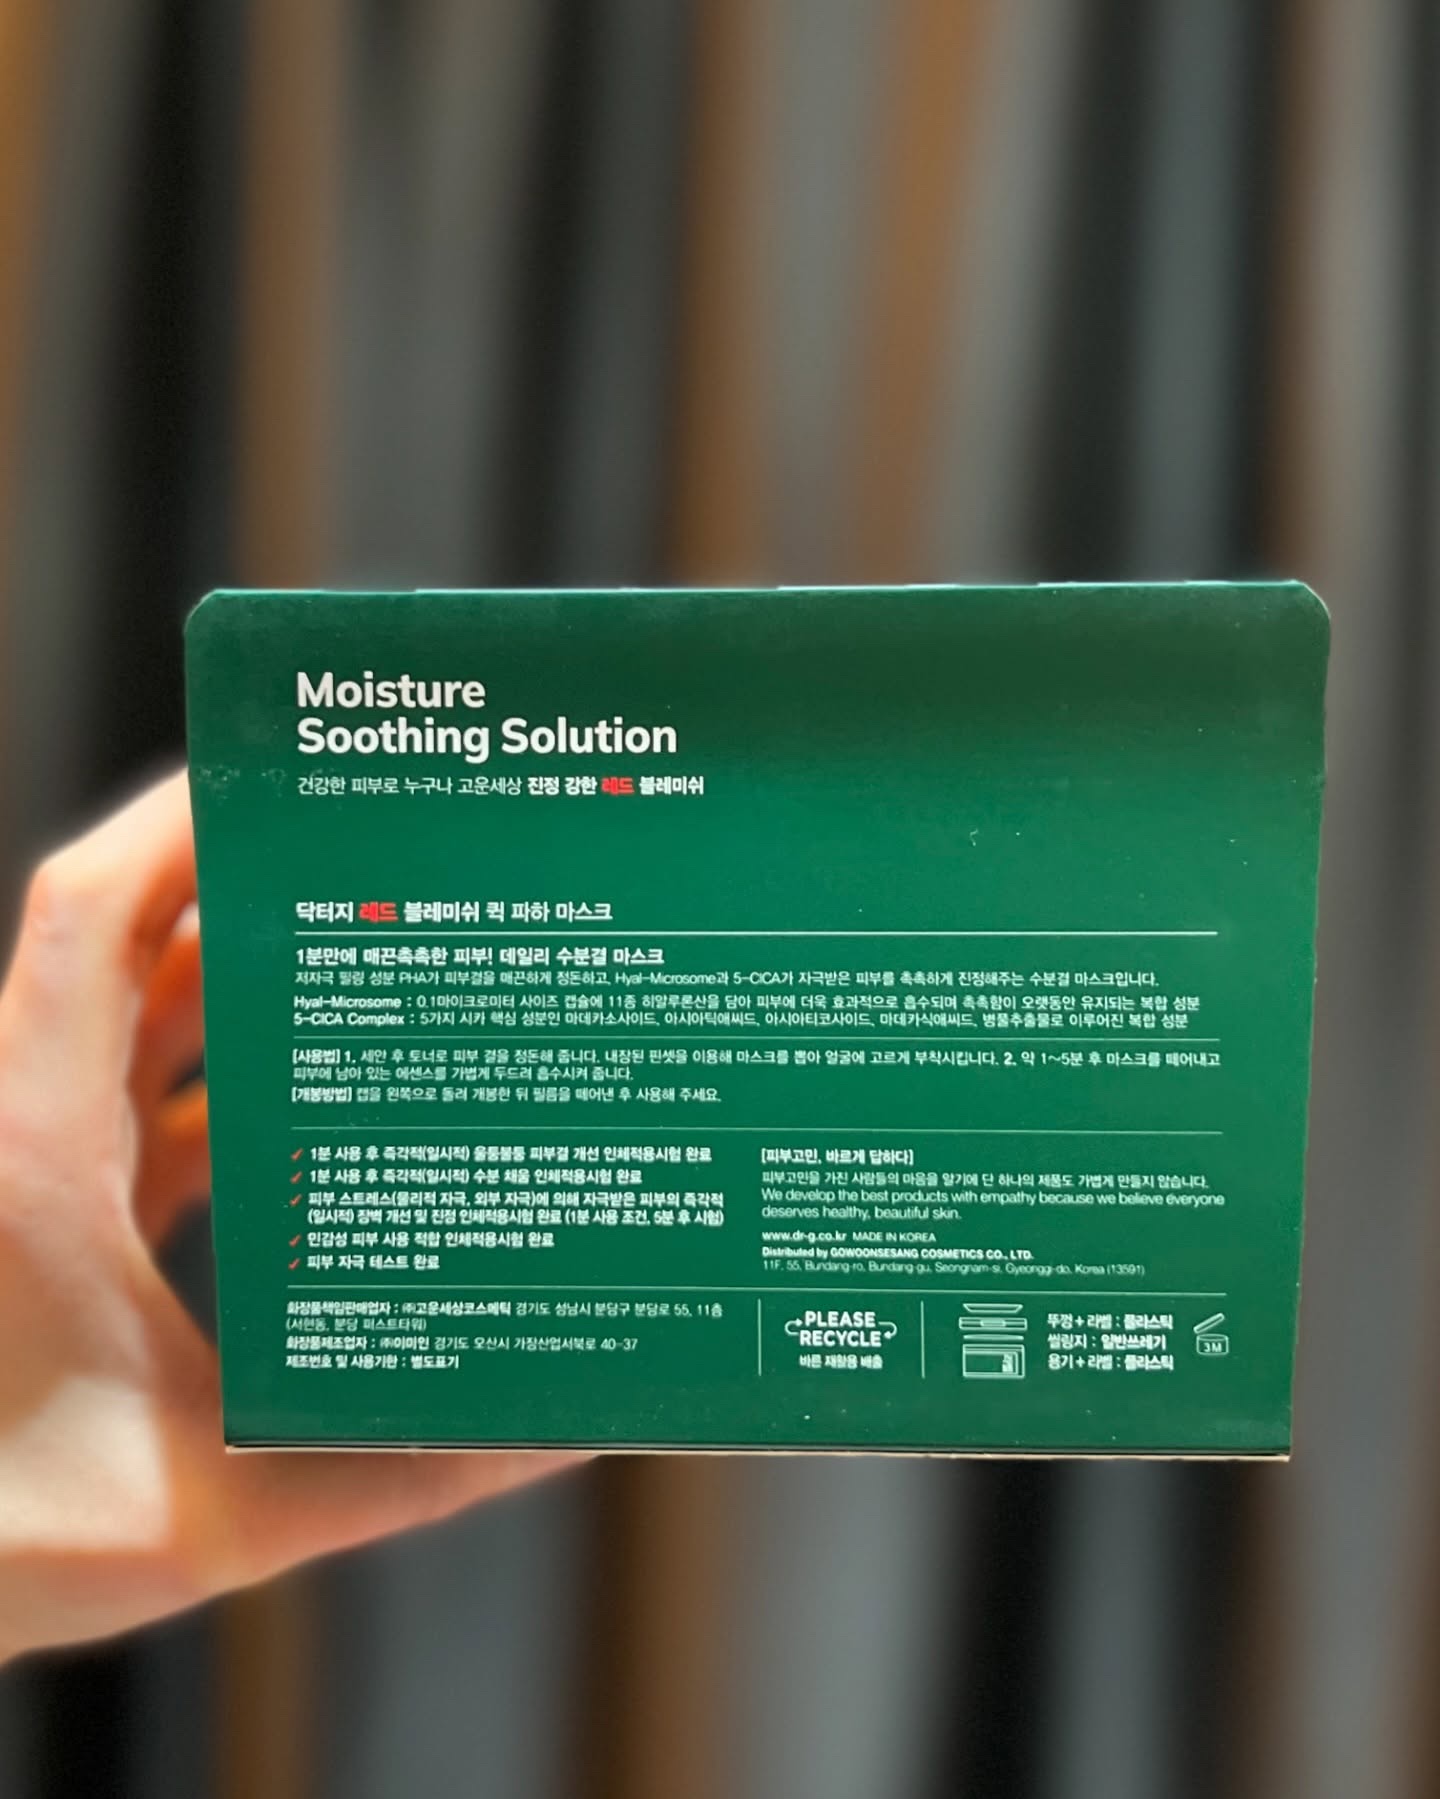 Moisture
Soothing Solution
건강한 피부로 누구나 고운세상 진정 강한 레드 블레미쉬
닥터지 레드 블레미쉬 퀵 파하 마스크
1분만에 매끈촉촉한 피부! 데일리 수분결 마스크
저자극 필링 성분 PHA가 피부결을 매끈하게 정돈하고, Hyal-Microsome과 5-CICA가 자극받은 피부를 촉촉하게 진정해주는 수분결 마스크입니다.
Hyal-Microsome : 0.1마이크로미터 사이즈 캡슐에 11종 히알루론산을 담아 피부에 더욱 효과적으로 흡수되며 촉촉함이 오랫동안 유지되는 복합 성분
5-CICA Complex : 5가지 시카 핵심 성분인 마데카소사이드, 아시아틱애씨드, 아시아티코사이드, 마데카식애씨드, 병풀추출물로 이루어진 복합 성분
[사용법] 1. 세안 후 토너로 피부 결을 정돈해 줍니다. 내장된 핀셋을 이용해 마스크를 뽑아 얼굴에 고르게 부착시킵니다. 2. 약 1~5분 후 마스크를 떼어내고
피부에 남아 있는 에센스를 가볍게 두드려 흡수시켜 줍니다.
[개봉방법] 캡을 왼쪽으로 돌려 개봉한 뒤 필름을 떼어낸 후 사용해 주세요.
✓ 1분 사용 후 즉각적(일시적) 울퉁불퉁 피부결 개선 인체적용시험 완료
✓ 1분 사용 후 즉각적(일시적) 수분 채움 인체적용시험 완료
✓ 피부 스트레스(물리적 자극, 외부 자극)에 의해 자극받은 피부의 즉각적
(일시적) 장벽 개선 및 진정 인체적용시험 완료 (1분 사용 조건, 5분 후 시험)
✓ 민감성 피부 사용 적합 인체적용시험 완료
✓ 피부 자극 테스트 완료
[피부고민, 바르게 답하다]
피부고민을 가진 사람들의 마음을 알기에 단 하나의 제품도 가볍게 만들지 않습니다.
We develop the best products with empathy because we believe everyone
deserves healthy, beautiful skin.
www.dr-g.co.kr MADE IN KOREA
Distributed by GOWOONSESANG COSMETICS CO., LTD.
11F, 55, Bundang-ro, Bundang-gu, Seongnam-si, Gyeonggi-do, Korea (13591)
화장품책임판매업자 : ㈜고운세상코스메틱 경기도 성남시 분당구 분당로 55, 11층
(서현동, 분당 퍼스트타워)
화장품제조업자 : ㈜이미인 경기도 오산시 가장산업서북로 40-37
제조번호 및 사용기한 : 별도표기
PLEASE
RECYCLE
바른 재활용 배출
뚜껑+라벨 : 플라스틱
씰링지 : 일반쓰레기
용기+라벨 : 플라스틱
3M